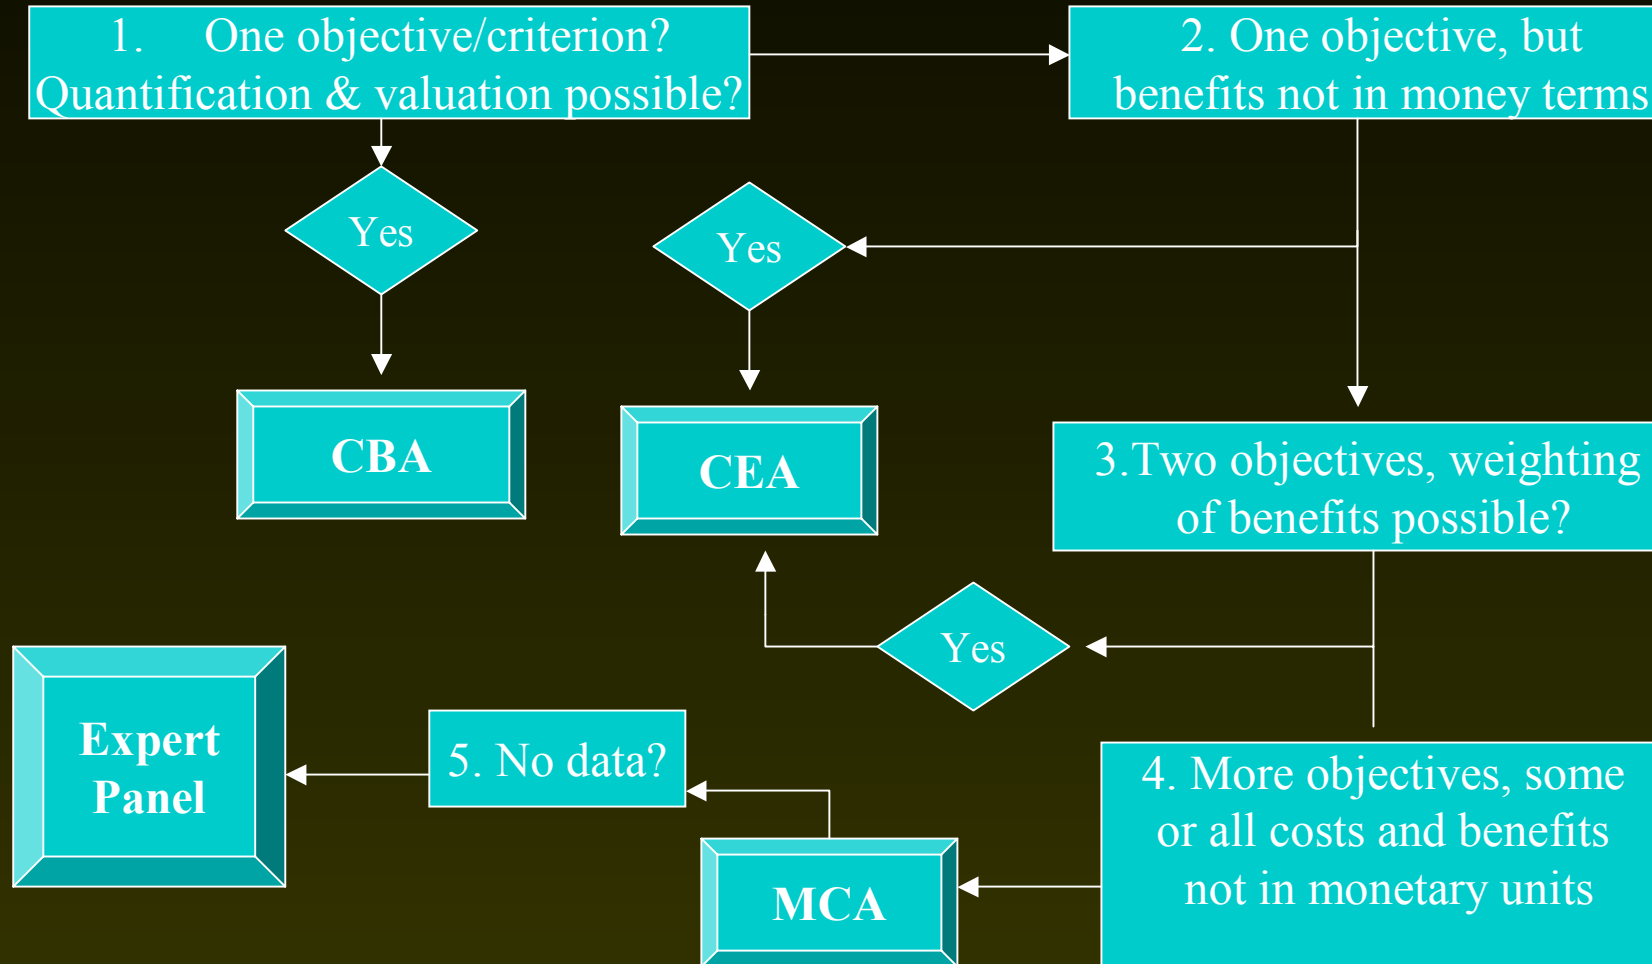 1. One objective/criterion?
Quantification & valuation possible?
2. One objective, but
benefits not in money terms
Yes
Yes
CBA
CEA
3.Two objectives, weighting
of benefits possible?
Yes
Expert
Panel
5. No data?
4. More objectives, some
or all costs and benefits
not in monetary units
MCA